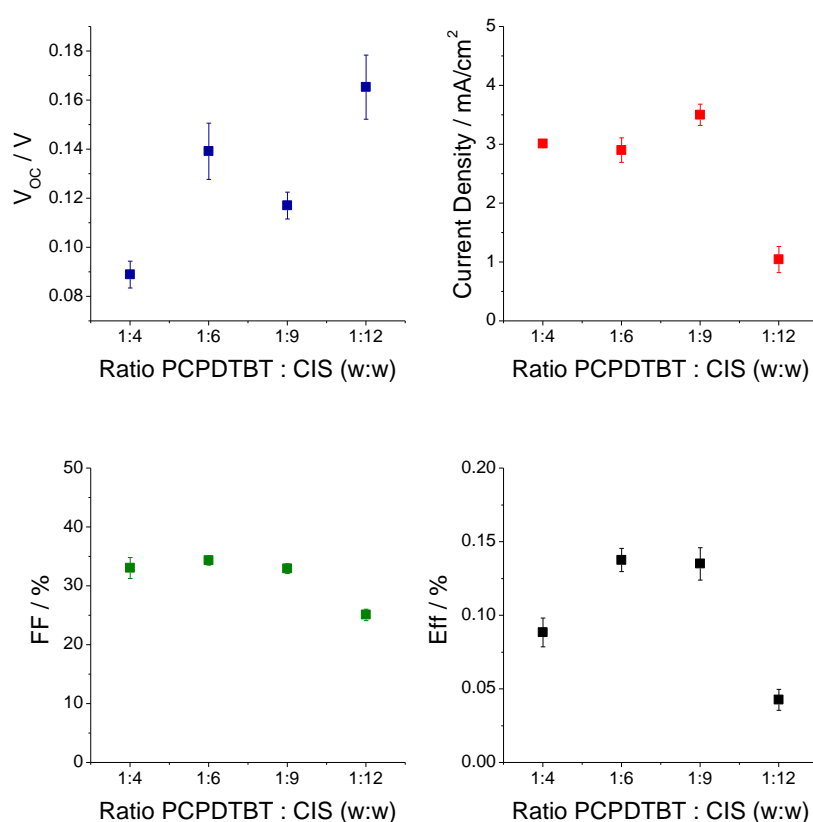 V_OC / V
0.18
0.16
0.14
0.12
0.10
0.08
1:4 1:6 1:9 1:12
Ratio PCPDTBT : CIS (w:w)
Current Density / mA/cm²
5
4
3
2
1
0
1:4 1:6 1:9 1:12
Ratio PCPDTBT : CIS (w:w)
FF / %
50
40
30
20
10
0
1:4 1:6 1:9 1:12
Ratio PCPDTBT : CIS (w:w)
Eff / %
0.20
0.15
0.10
0.05
0.00
1:4 1:6 1:9 1:12
Ratio PCPDTBT : CIS (w:w)